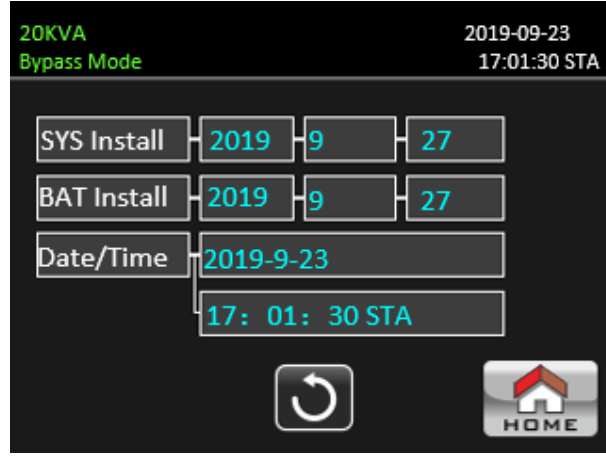 20KVA 2019-09-23
Bypass Mode 17:01:30 STA
SYS Install 2019 9 27
BAT Install 2019 9 27
Date/Time 2019-9-23
17： 01： 30 STA
HOME